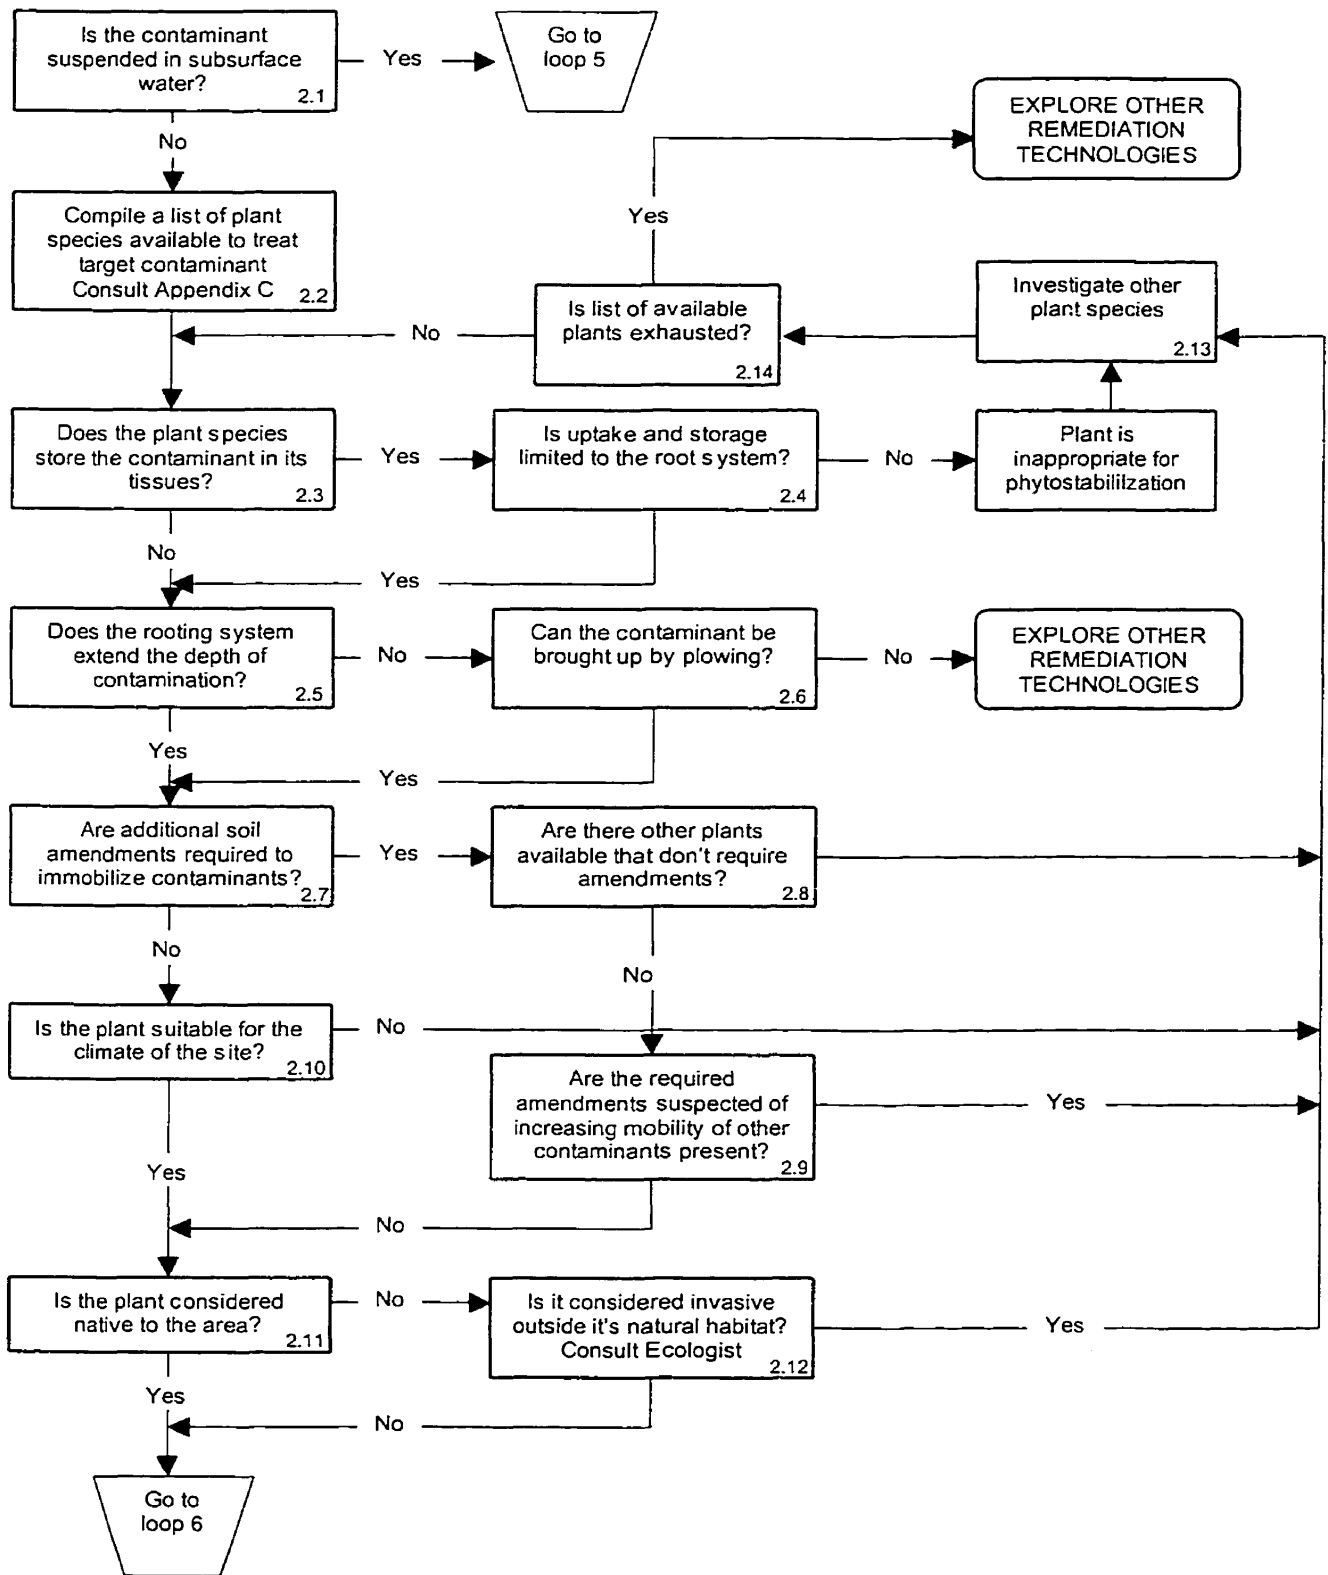 Is the contaminant
suspended in subsurface
water?
2.1
Yes
Go to
loop 5
No
EXPLORE OTHER
REMEDIATION
TECHNOLOGIES
Compile a list of plant
species available to treat
target contaminant
Consult Appendix C
2.2
Yes
Is list of available
plants exhausted?
2.14
No
Investigate other
plant species
2.13
Does the plant species
store the contaminant in its
tissues?
2.3
Yes
Is uptake and storage
limited to the root system?
2.4
No
Plant is
inappropriate for
phytostabililzation
No
Yes
Does the rooting system
extend the depth of
contamination?
2.5
No
Can the contaminant be
brought up by plowing?
2.6
No
EXPLORE OTHER
REMEDIATION
TECHNOLOGIES
Yes
Yes
Are additional soil
amendments required to
immobilize contaminants?
2.7
Yes
Are there other plants
available that don't require
amendments?
2.8
No
No
Is the plant suitable for the
climate of the site?
2.10
No
Are the required
amendments suspected of
increasing mobility of other
contaminants present?
2.9
Yes
Yes
No
Is the plant considered
native to the area?
2.11
No
Is it considered invasive
outside it's natural habitat?
Consult Ecologist
2.12
Yes
Yes
No
Go to
loop 6